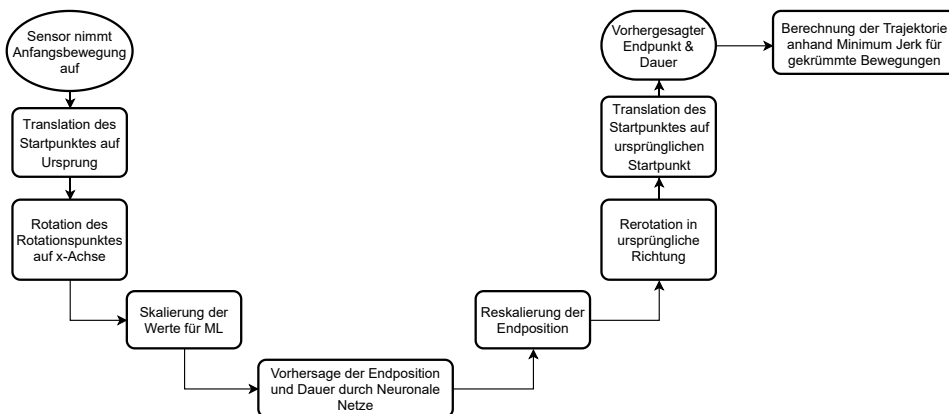 Sensor nimmt
Anfangsbewegung
auf
Translation des
Startpunktes auf
Ursprung
Rotation des
Rotationspunktes
auf x-Achse
Skalierung der
Werte für ML
Vorhersage der Endposition
und Dauer durch Neuronale
Netze
Reskalierung der
Endposition
Rerotation in
ursprüngliche
Richtung
Translation des
Startpunktes auf
ursprünglichen
Startpunkt
Vorhergesagter
Endpunkt &
Dauer
Berechnung der Trajektorie
anhand Minimum Jerk für
gekrümmte Bewegungen